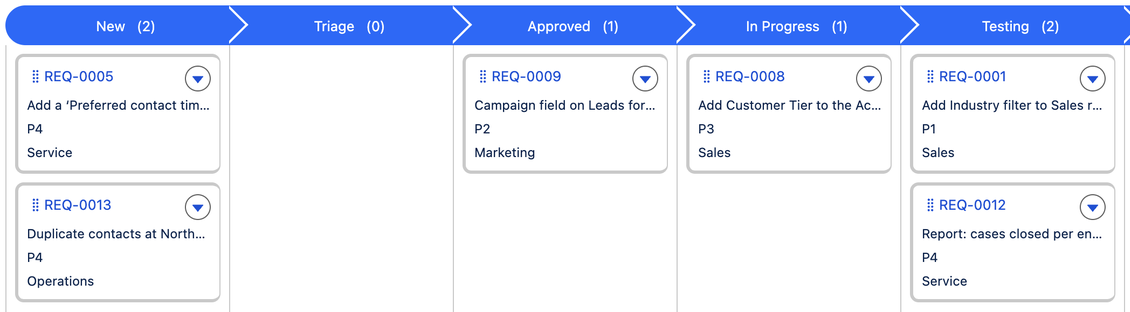 New (2)
Triage (0)
Approved (1)
In Progress (1)
Testing (2)
REQ-0005
Add a ‘Preferred contact tim...
P4
Service
REQ-0013
Duplicate contacts at North...
P4
Operations
REQ-0009
Campaign field on Leads for...
P2
Marketing
REQ-0008
Add Customer Tier to the Ac...
P3
Sales
REQ-0001
Add Industry filter to Sales r...
P1
Sales
REQ-0012
Report: cases closed per en...
P4
Service